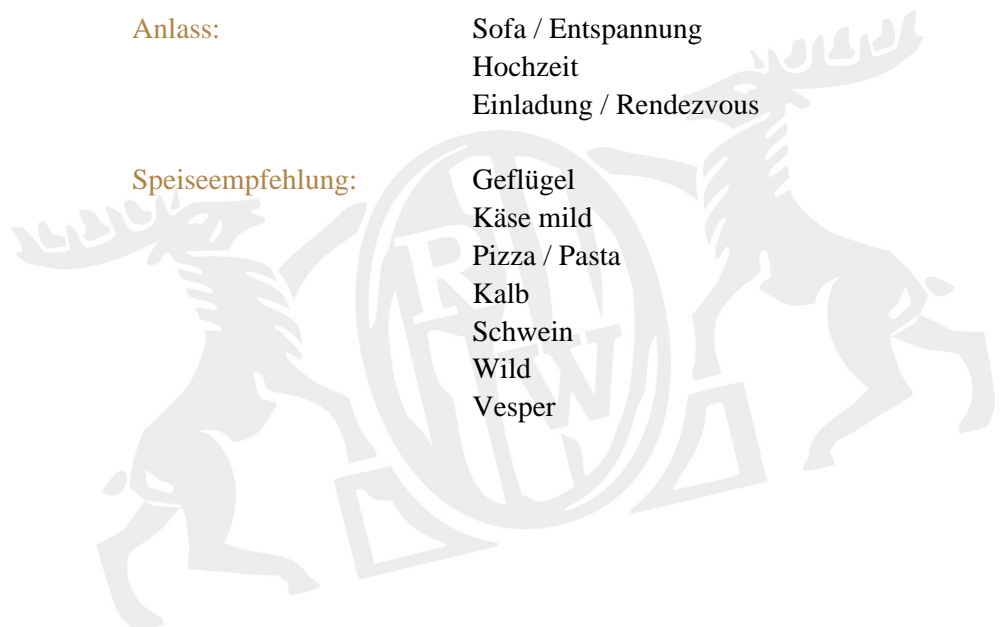 Anlass: Sofa / Entspannung
Hochzeit
Einladung / Rendezvous
Speiseempfehlung: Geflügel
Käse mild
Pizza / Pasta
Kalb
Schwein
Wild
Vesper
R W